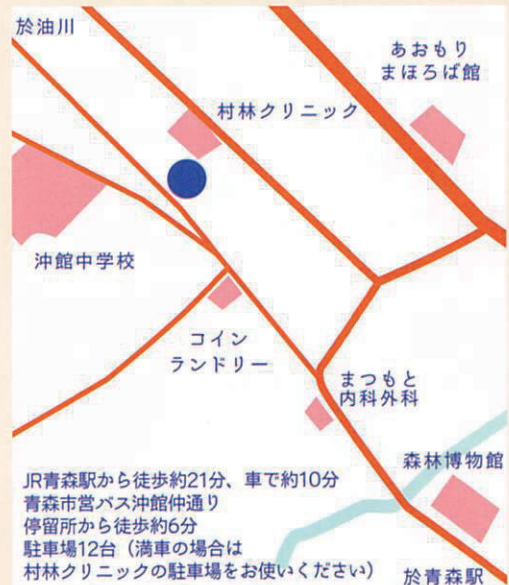 於油川
あおもり
まほろば館
村林クリニック
沖館中学校
コイン
ランドリー
まつもと
内科外科
森林博物館
JR青森駅から徒歩約21分、車で約10分
青森市営バス沖館仲通り
停留所から徒歩約6分
駐車場12台（満車の場合は
村林クリニックの駐車場をお使いください）
於青森駅